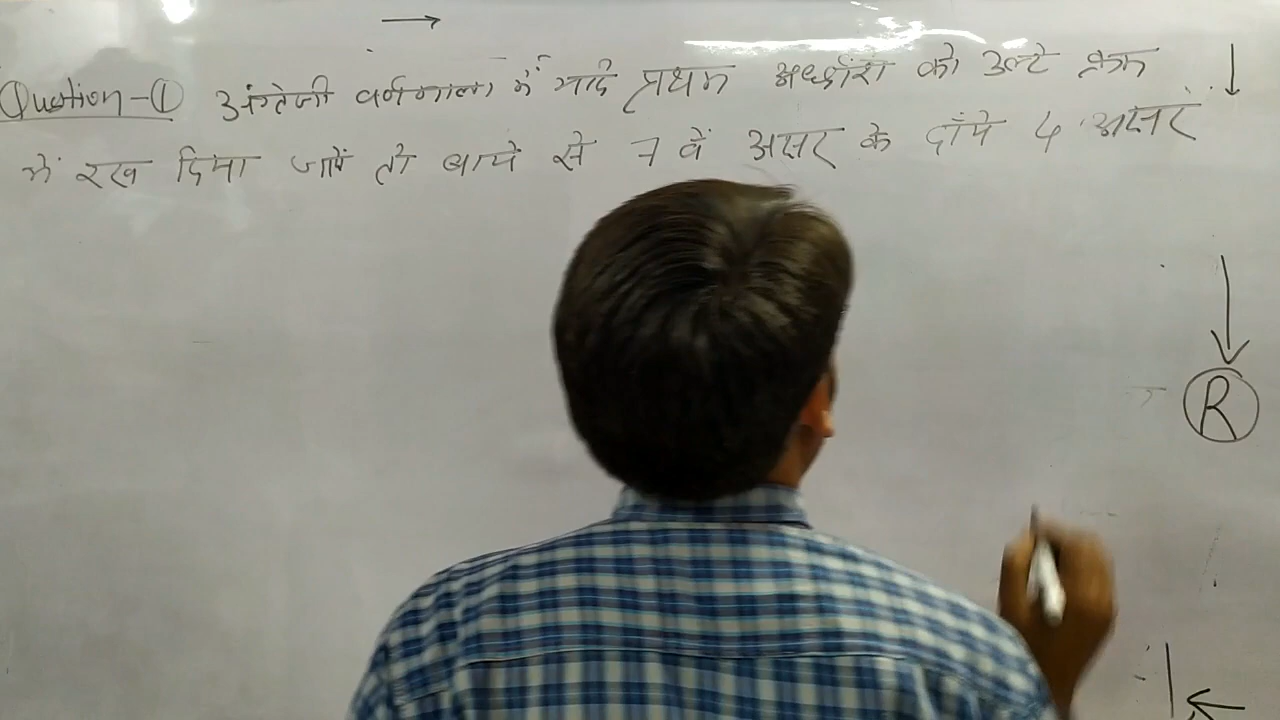 Question-① अंग्रेजी वर्णमाला में यदि प्रथम अर्धांश को उल्टे क्रम
में रख दिया जायें तो बायें से 7 वें अक्षर के दाँये 4 अक्षर
R